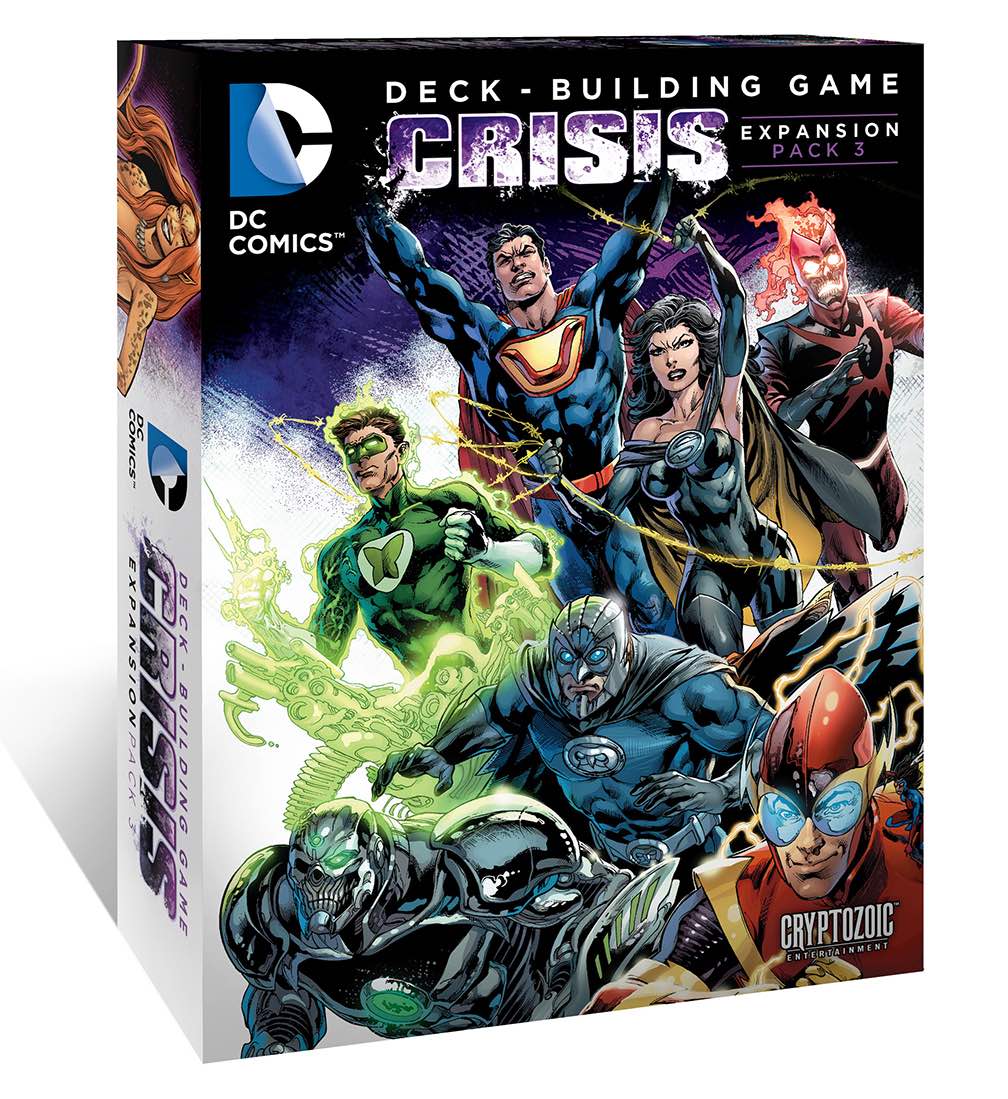 DECK - BUILDING GAME
CRISIS
EXPANSION
PACK 3
DC
COMICS™
CRYPTOZOIC™
ENTERTAINMENT
DC
COMICS™
DECK - BUILDING GAME
CRISIS
EXPANSION PACK 3